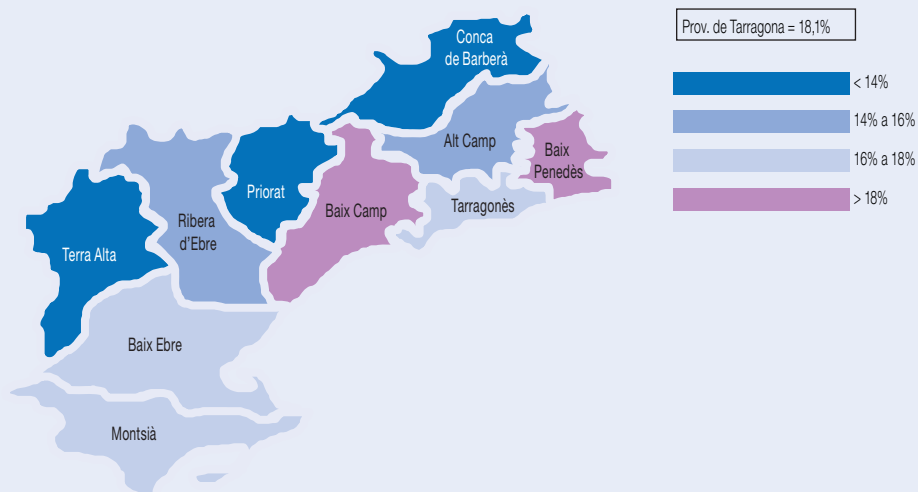 Prov. de Tarragona = 18,1%
< 14%
14% a 16%
16% a 18%
> 18%
Conca
de Barberà
Alt Camp
Baix
Penedès
Priorat
Baix Camp
Tarragonès
Ribera
d'Ebre
Terra Alta
Baix Ebre
Montsià